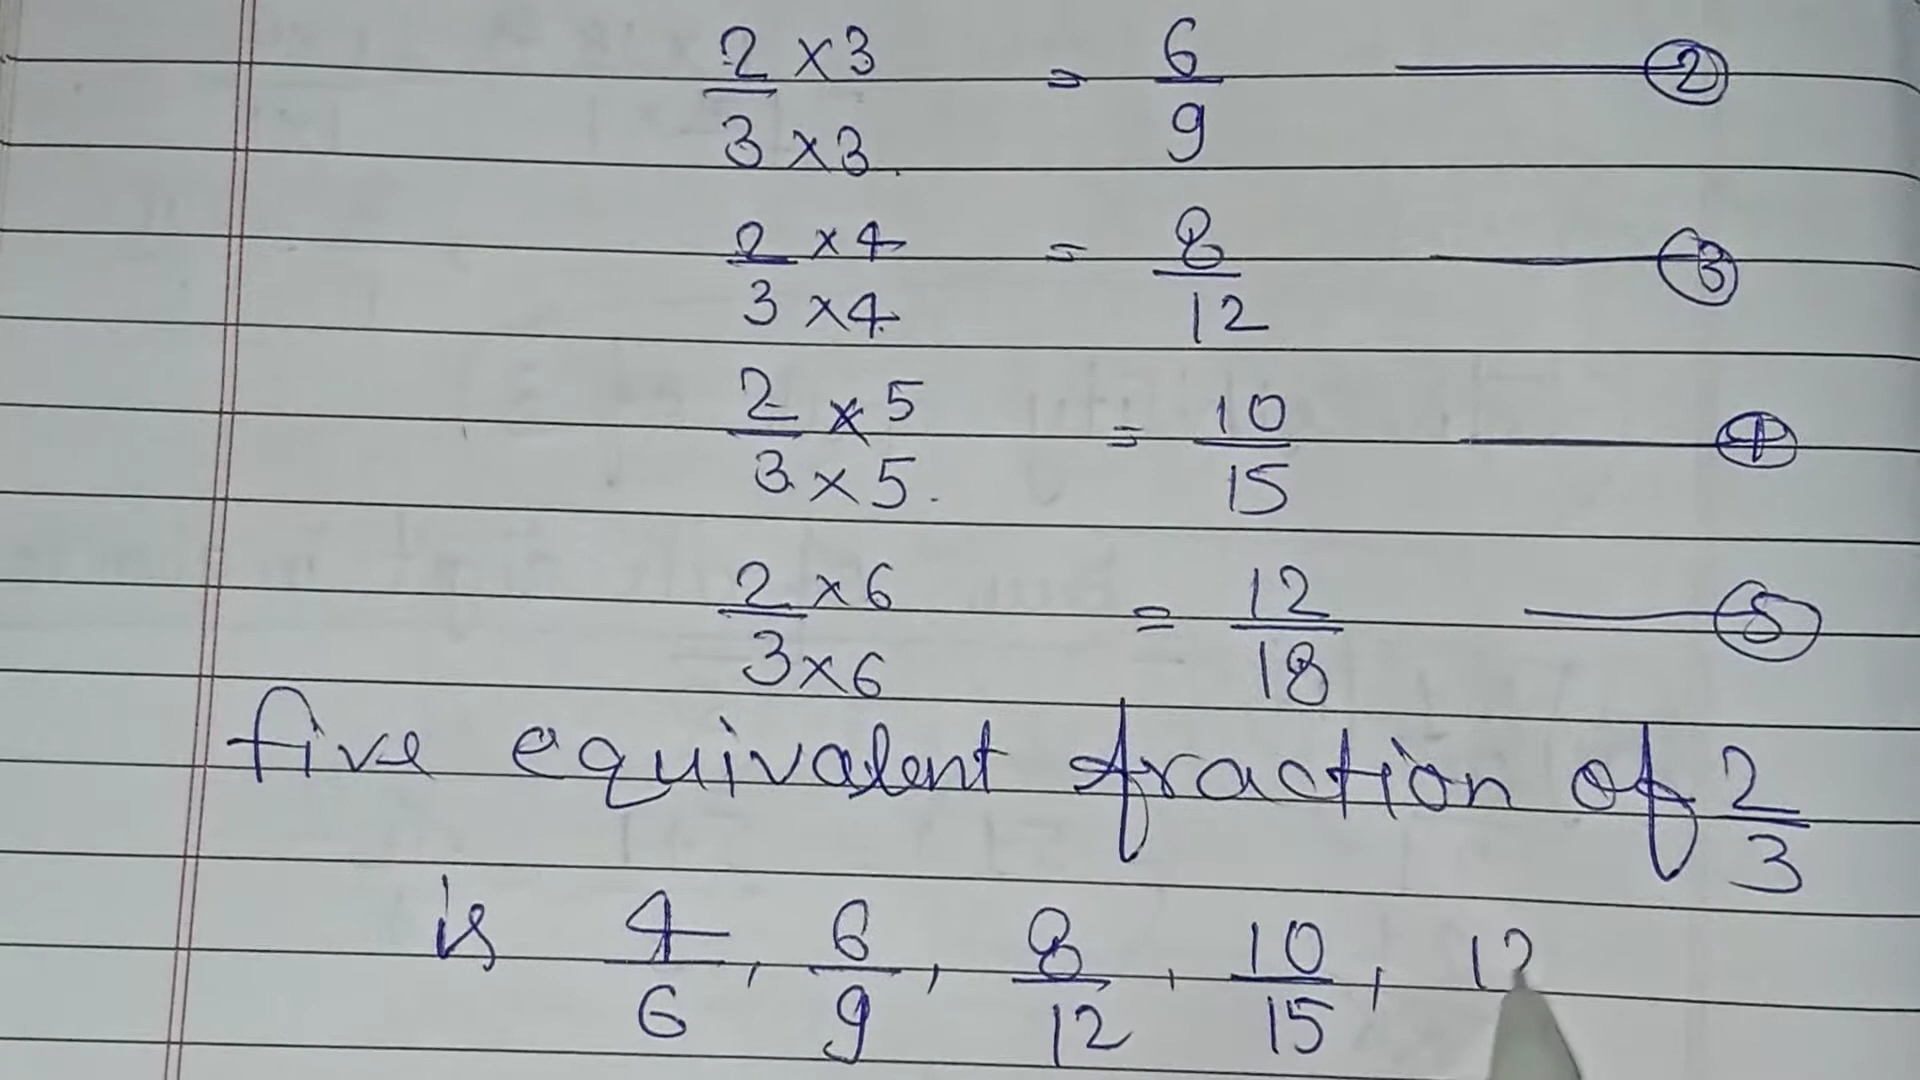 2 × 3 / 3 × 3 = 6/9 — ②
2 × 4 / 3 × 4 = 8/12 — ③
2 × 5 / 3 × 5 = 10/15 — ④
2 × 6 / 3 × 6 = 12/18 — ⑤
five equivalent fraction of 2/3
is 4/6, 6/9, 8/12, 10/15, 12